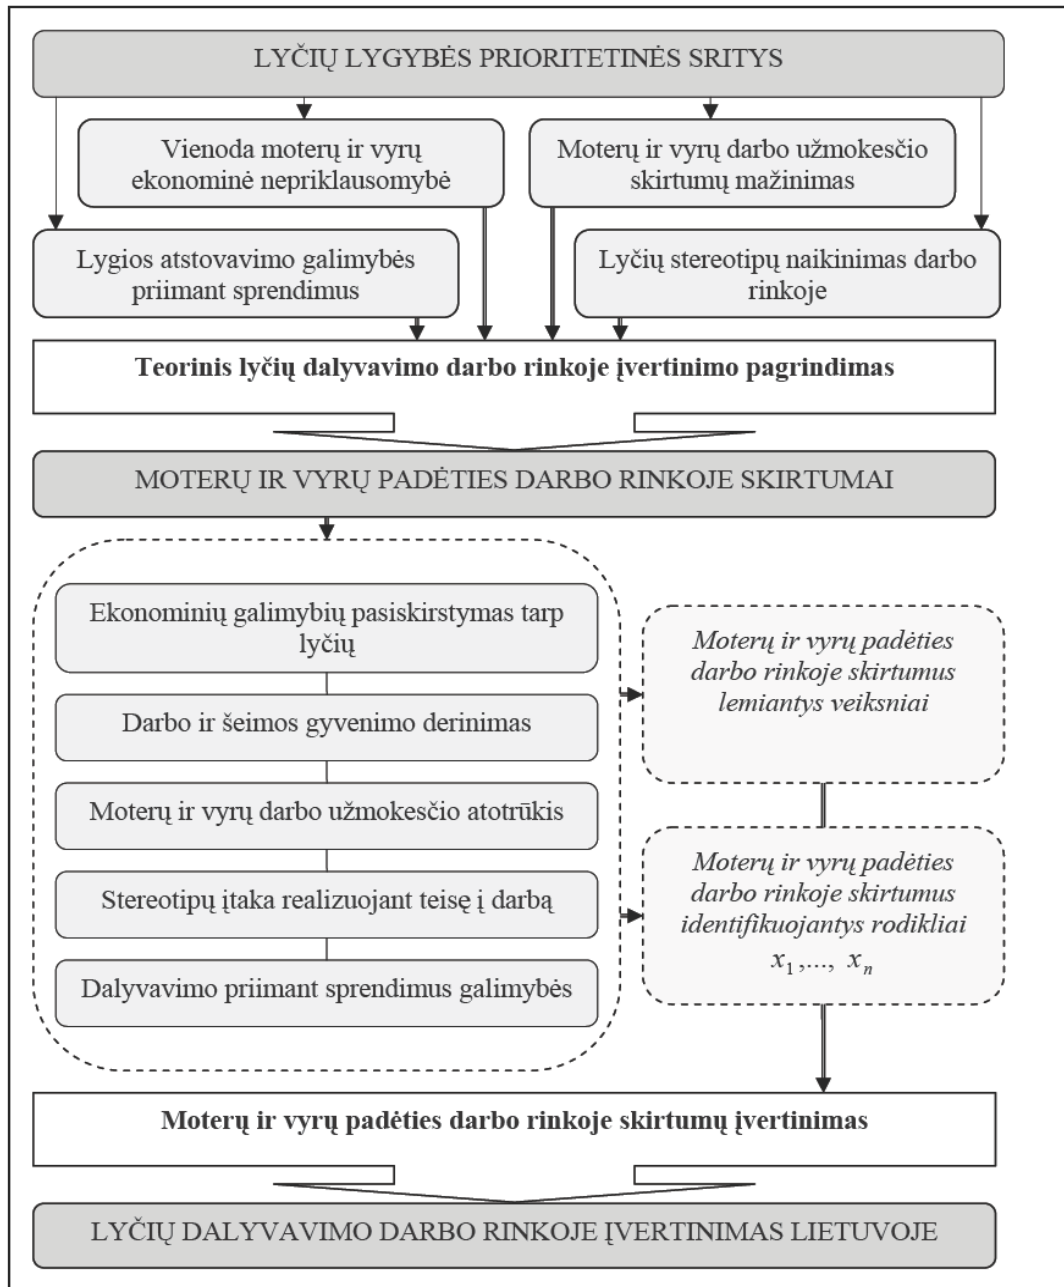 LYČIŲ LYGYBĖS PRIORITETINĖS SRITYS
Vienoda moterų ir vyrų
ekonominė nepriklausomybė
Moterų ir vyrų darbo užmokesčio
skirtumų mažinimas
Lygios atstovavimo galimybės
priimant sprendimus
Lyčių stereotipų naikinimas darbo
rinkoje
Teorinis lyčių dalyvavimo darbo rinkoje įvertinimo pagrindimas
MOTERŲ IR VYRŲ PADĖTIES DARBO RINKOJE SKIRTUMAI
Ekonominių galimybių pasiskirstymas tarp
lyčių
Darbo ir šeimos gyvenimo derinimas
Moterų ir vyrų darbo užmokesčio atotrūkis
Stereotipų įtaka realizuojant teisę į darbą
Dalyvavimo priimant sprendimus galimybės
Moterų ir vyrų padėties
darbo rinkoje skirtumus
lemiantys veiksniai
Moterų ir vyrų padėties
darbo rinkoje skirtumus
identifikuojantys rodikliai
x₁,..., xₙ
Moterų ir vyrų padėties darbo rinkoje skirtumų įvertinimas
LYČIŲ DALYVAVIMO DARBO RINKOJE ĮVERTINIMAS LIETUVOJE